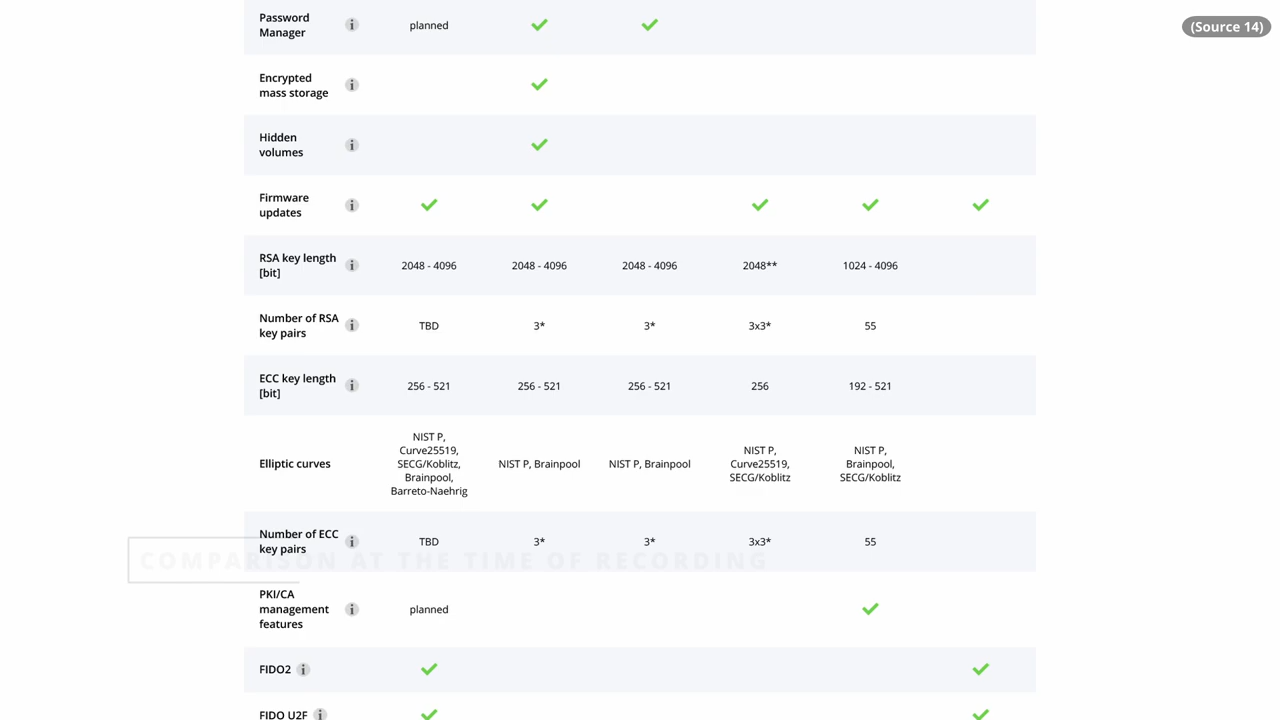 (Source 14)
Password
Manager
planned
Encrypted
mass storage
Hidden
volumes
Firmware
updates
RSA key length
[bit]
2048 - 4096 2048 - 4096 2048 - 4096 2048** 1024 - 4096
Number of RSA
key pairs
TBD 3* 3* 3x3* 55
ECC key length
[bit]
256 - 521 256 - 521 256 - 521 256 192 - 521
Elliptic curves
NIST P,
Curve25519,
SECG/Koblitz,
Brainpool,
Barreto-Naehrig
NIST P, Brainpool
NIST P, Brainpool
NIST P,
Curve25519,
SECG/Koblitz
NIST P,
Brainpool,
SECG/Koblitz
Number of ECC
key pairs
TBD 3* 3* 3x3* 55
COMPARISON AT THE TIME OF RECORDING
PKI/CA
management
features
planned
FIDO2
FIDO U2F